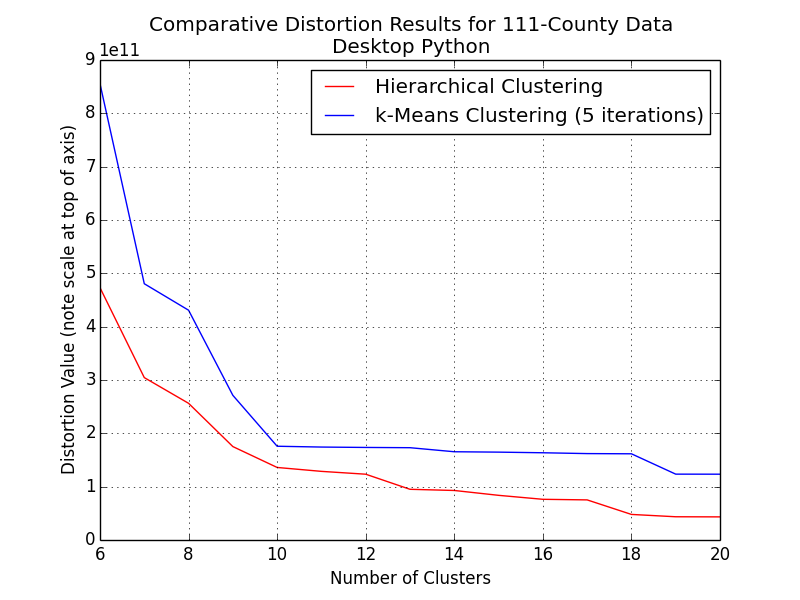 Comparative Distortion Results for 111-County Data
Desktop Python
1e11
Hierarchical Clustering
k-Means Clustering (5 iterations)
Distortion Value (note scale at top of axis)
9
8
7
6
5
4
3
2
1
0
6 8 10 12 14 16 18 20
Number of Clusters